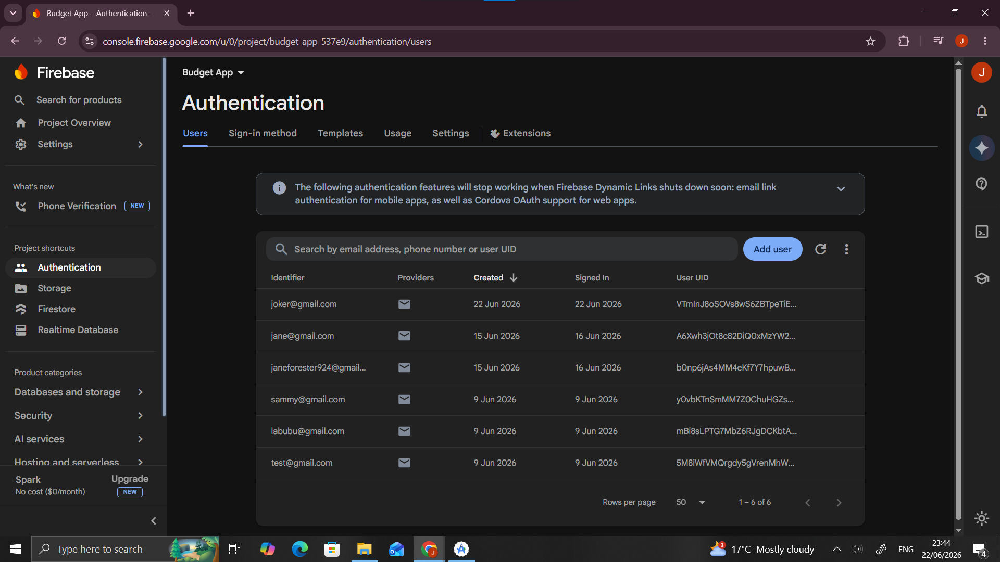 Budget App – Authentication –
console.firebase.google.com/u/0/project/budget-app-537e9/authentication/users
J
Firebase
Search for products
Project Overview
Settings
What's new
Phone Verification NEW
Project shortcuts
Authentication
Storage
Firestore
Realtime Database
Product categories
Databases and storage
Security
AI services
Hosting and serverless
Spark
No cost ($0/month)
Upgrade
NEW
Budget App
Authentication
Users Sign-in method Templates Usage Settings Extensions
The following authentication features will stop working when Firebase Dynamic Links shuts down soon: email link
authentication for mobile apps, as well as Cordova OAuth support for web apps.
Search by email address, phone number or user UID
Add user
Identifier Providers Created Signed In User UID
joker@gmail.com 22 Jun 2026 22 Jun 2026 VTmInJ8oSOVs8wS6ZBTpeTiE...
jane@gmail.com 15 Jun 2026 16 Jun 2026 A6Xwh3jOt8c82DiQ0xMzYW2...
janeforester924@gmail... 15 Jun 2026 16 Jun 2026 b0np6jAs4MM4eKf7Y7hpuwB...
sammy@gmail.com 9 Jun 2026 9 Jun 2026 y0vbKTnSmMM7Z0ChuHGZs...
labubu@gmail.com 9 Jun 2026 9 Jun 2026 mBi8sLPTG7MbZ6RJgDCKbtA...
test@gmail.com 9 Jun 2026 9 Jun 2026 5M8iWfVMQrgdy5gVrenMhW...
Rows per page 50 1 – 6 of 6
J
Type here to search
J
3
17°C Mostly cloudy
ENG
23:44
22/06/2026
4